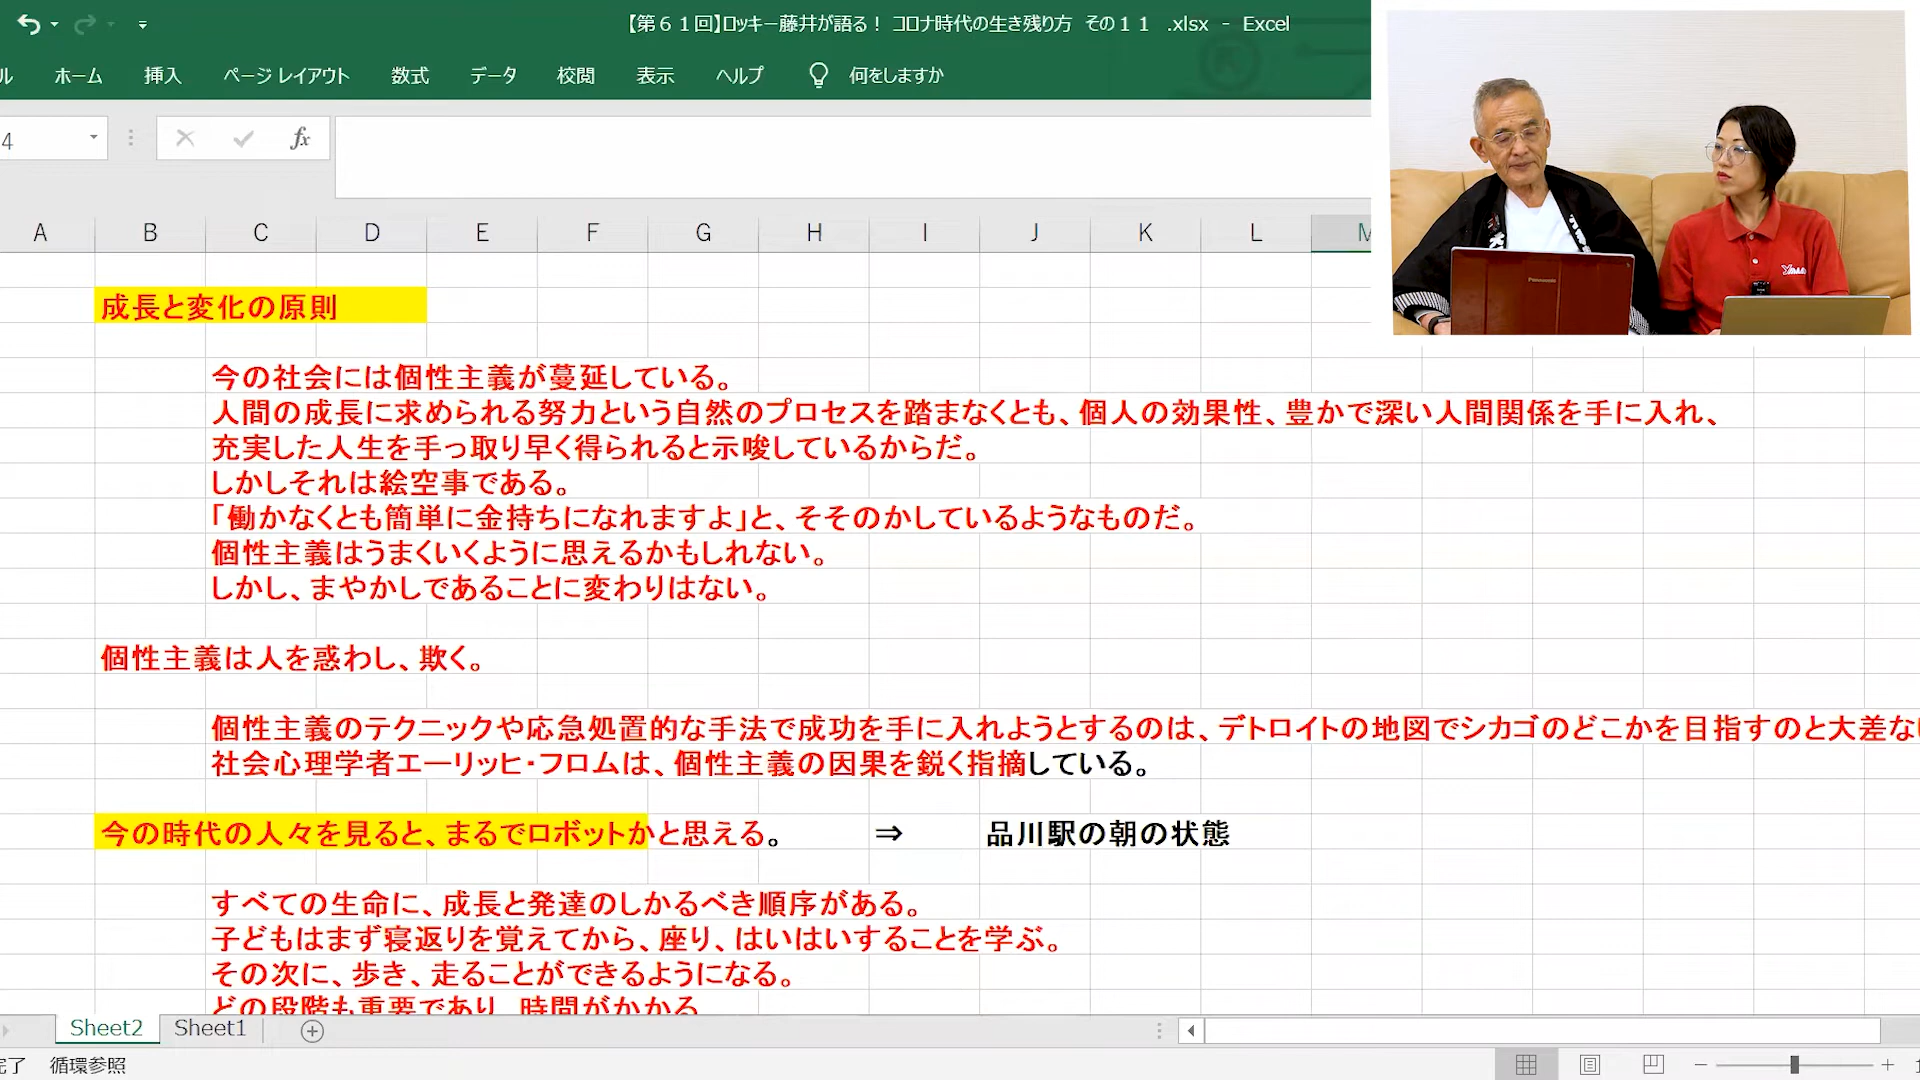 【第６１回】ロッキー藤井が語る！ コロナ時代の生き残り方 その１１ .xlsx - Excel
ル ホーム 挿入 ページ レイアウト 数式 データ 校閲 表示 ヘルプ 何をしますか
4 fx
A B C D E F G H I J K L M
成長と変化の原則
今の社会には個性主義が蔓延している。
人間の成長に求められる努力という自然のプロセスを踏まなくとも、個人の効果性、豊かで深い人間関係を手に入れ、
充実した人生を手っ取り早く得られると示唆しているからだ。
しかしそれは絵空事である。
「働かなくとも簡単に金持ちになれますよ」と、そそのかしているようなものだ。
個性主義はうまくいくように思えるかもしれない。
しかし、まやかしであることに変わりはない。
個性主義は人を惑わし、欺く。
個性主義のテクニックや応急処置的な手法で成功を手に入れようとするのは、デトロイトの地図でシカゴのどこかを目指すのと大差な
社会心理学者エーリッヒ・フロムは、個性主義の因果を鋭く指摘している。
今の時代の人々を見ると、まるでロボットかと思える。 ⇒ 品川駅の朝の状態
すべての生命に、成長と発達のしかるべき順序がある。
子どもはまず寝返りを覚えてから、座り、はいはいすることを学ぶ。
その次に、歩き、走ることができるようになる。
どの段階も重要であり、時間がかかる
Sheet2 Sheet1
完了 循環参照
Panasonic